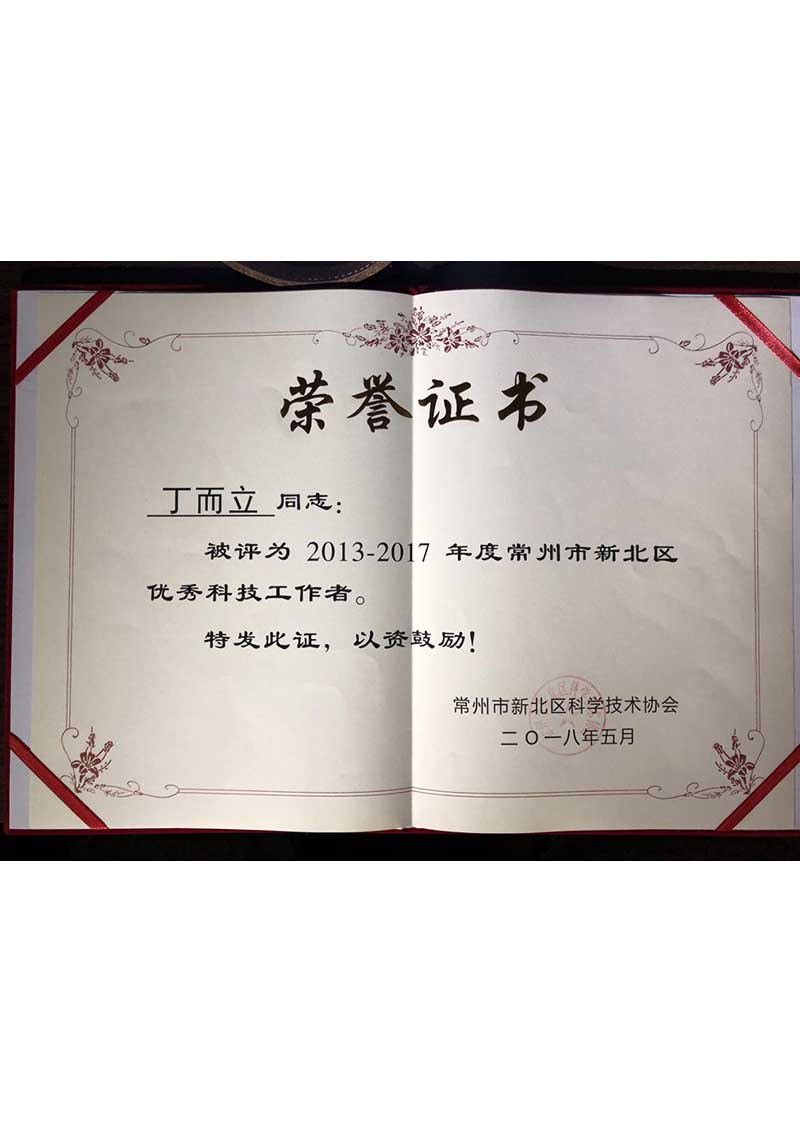 荣誉证书
丁而立 同志：
被评为 2013-2017 年度常州市新北区
优秀科技工作者。
特发此证，以资鼓励！
常州市新北区科学技术协会
二〇一八年五月